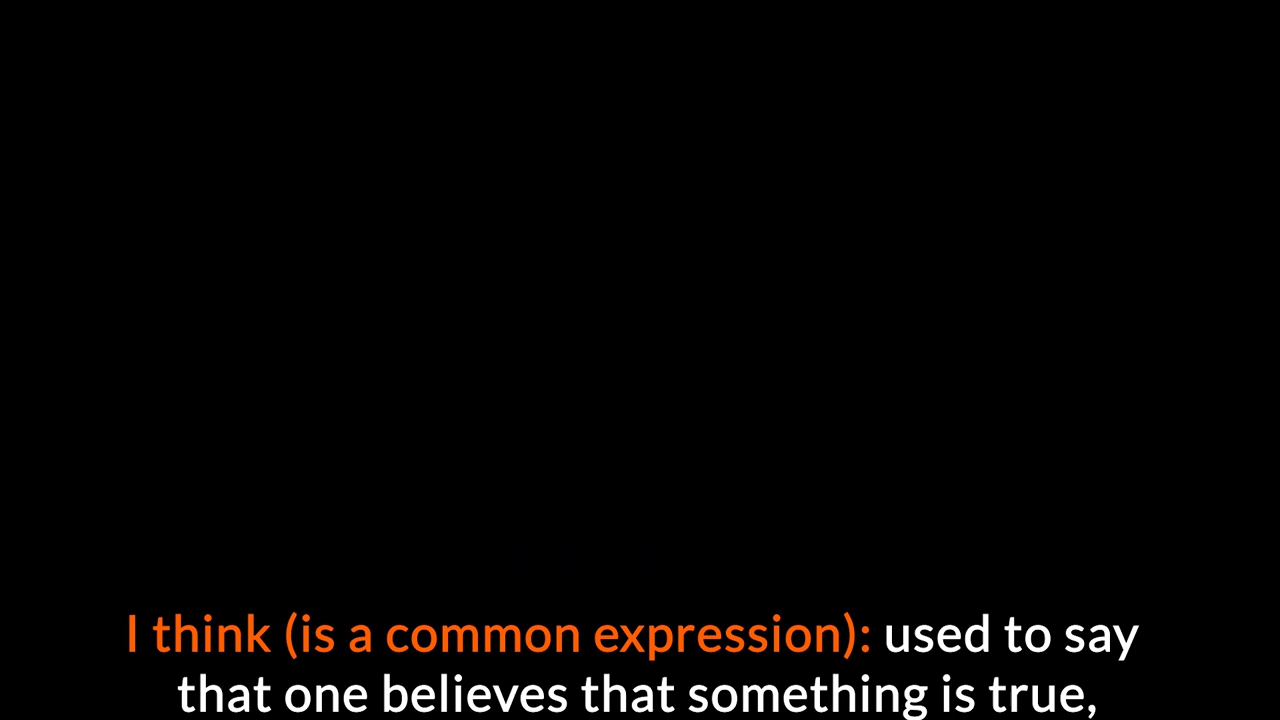 I think (is a common expression): used to say
that one believes that something is true,